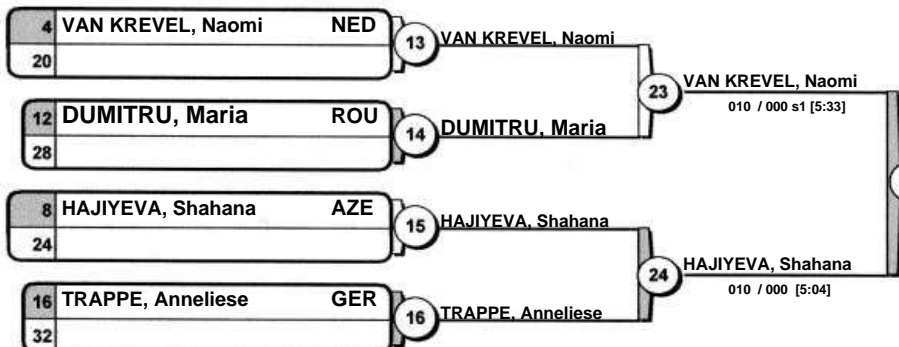 4 VAN KREVEL, Naomi NED
20
13 VAN KREVEL, Naomi
12 DUMITRU, Maria ROU
28
14 DUMITRU, Maria
23 VAN KREVEL, Naomi
010 / 000 s1 [5:33]
8 HAJIYEVA, Shahana AZE
24
15 HAJIYEVA, Shahana
16 TRAPPE, Anneliese GER
32
16 TRAPPE, Anneliese
24 HAJIYEVA, Shahana
010 / 000 [5:04]